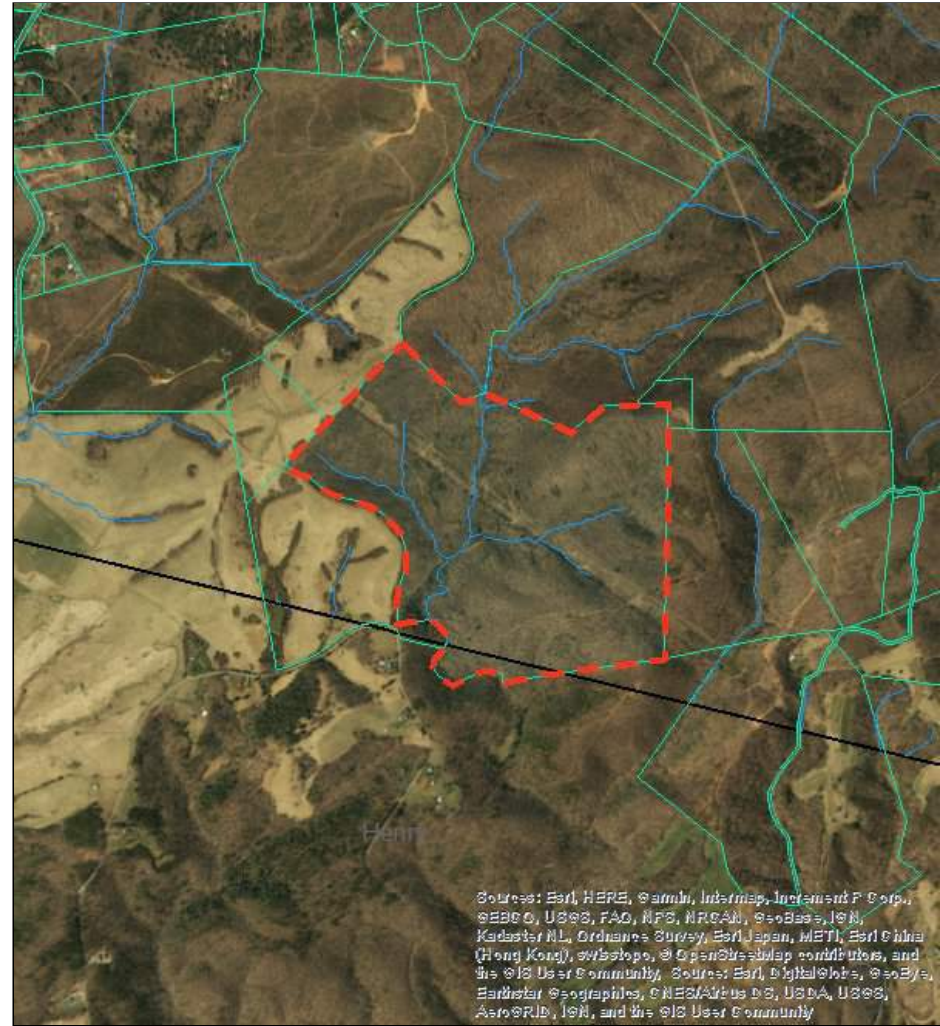 Henry
Sources: Esri, HERE, Garmin, Intermap, increment P Corp.,
GEBCO, USGS, FAO, NPS, NRCAN, GeoBase, IGN,
Kadaster NL, Ordnance Survey, Esri Japan, METI, Esri China
(Hong Kong), swisstopo, © OpenStreetMap contributors, and
the GIS User Community, Source: Esri, DigitalGlobe, GeoEye,
Earthstar Geographics, CNES/Airbus DS, USDA, USGS,
AeroGRID, IGN, and the GIS User Community